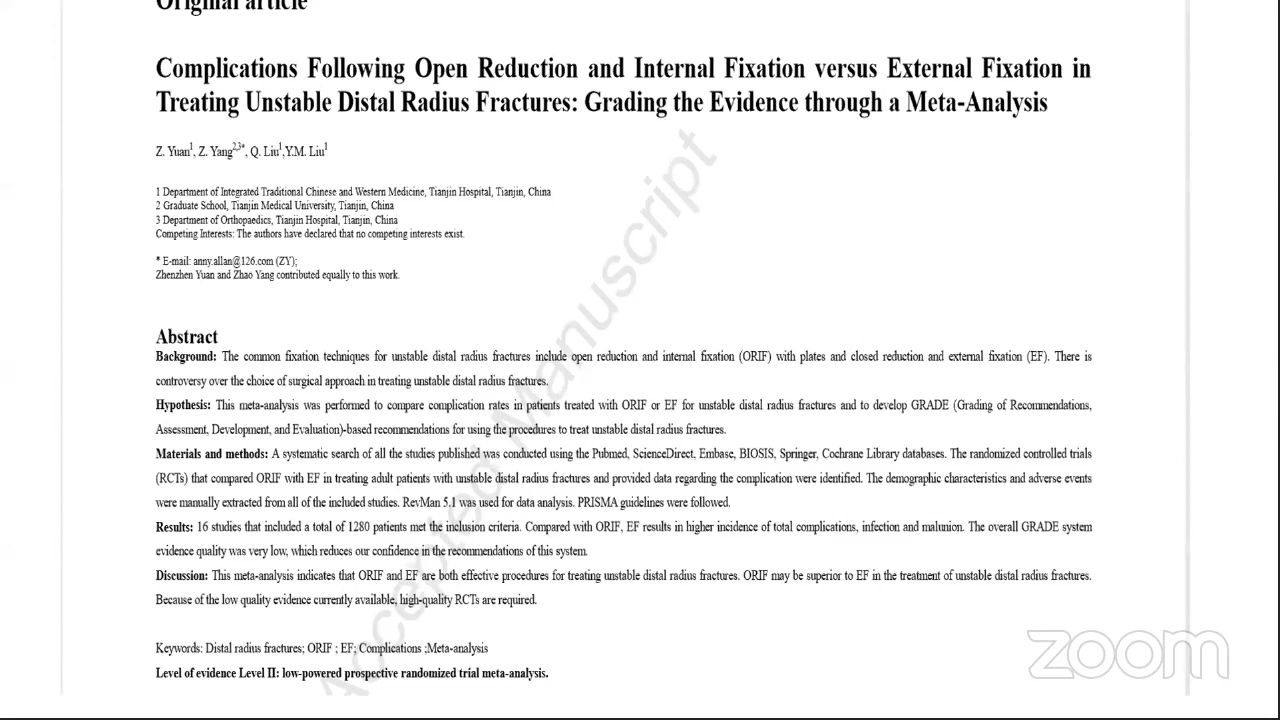 Original article
Complications Following Open Reduction and Internal Fixation versus External Fixation in
Treating Unstable Distal Radius Fractures: Grading the Evidence through a Meta-Analysis
Z. Yuan1, Z. Yang2,3*, Q. Liu1,Y.M. Liu1
1 Department of Integrated Traditional Chinese and Western Medicine, Tianjin Hospital, Tianjin, China
2 Graduate School, Tianjin Medical University, Tianjin, China
3 Department of Orthopaedics, Tianjin Hospital, Tianjin, China
Competing Interests: The authors have declared that no competing interests exist.
* E-mail: anny.allan@126.com (ZY);
Zhenzhen Yuan and Zhao Yang contributed equally to this work.
Abstract
Background: The common fixation techniques for unstable distal radius fractures include open reduction and internal fixation (ORIF) with plates and closed reduction and external fixation (EF). There is
controversy over the choice of surgical approach in treating unstable distal radius fractures.
Hypothesis: This meta-analysis was performed to compare complication rates in patients treated with ORIF or EF for unstable distal radius fractures and to develop GRADE (Grading of Recommendations,
Assessment, Development, and Evaluation)-based recommendations for using the procedures to treat unstable distal radius fractures.
Materials and methods: A systematic search of all the studies published was conducted using the Pubmed, ScienceDirect, Embase, BIOSIS, Springer, Cochrane Library databases. The randomized controlled trials
(RCTs) that compared ORIF with EF in treating adult patients with unstable distal radius fractures and provided data regarding the complication were identified. The demographic characteristics and adverse events
were manually extracted from all of the included studies. RevMan 5.1 was used for data analysis. PRISMA guidelines were followed.
Results: 16 studies that included a total of 1280 patients met the inclusion criteria. Compared with ORIF, EF results in higher incidence of total complications, infection and malunion. The overall GRADE system
evidence quality was very low, which reduces our confidence in the recommendations of this system.
Discussion: This meta-analysis indicates that ORIF and EF are both effective procedures for treating unstable distal radius fractures. ORIF may be superior to EF in the treatment of unstable distal radius fractures.
Because of the low quality evidence currently available, high-quality RCTs are required.
Keywords: Distal radius fractures; ORIF ; EF; Complications ;Meta-analysis
Level of evidence Level II: low-powered prospective randomized trial meta-analysis.
Accepted Manuscript
zoom